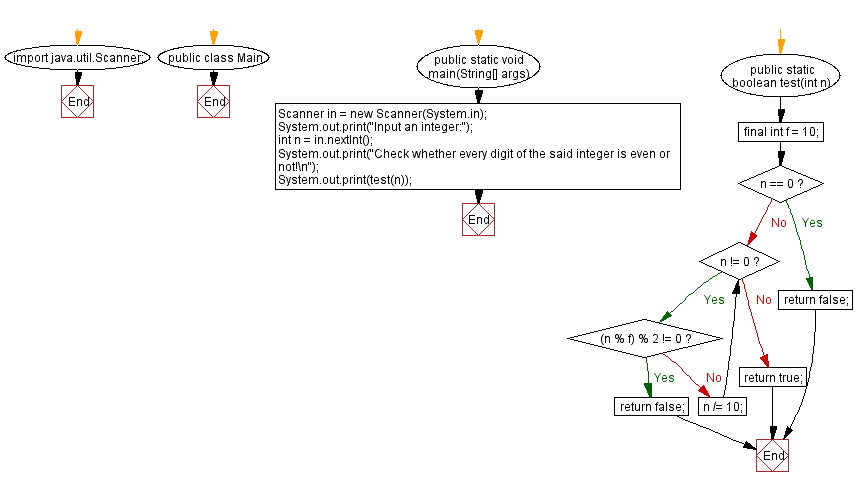 import java.util.Scanner;
End
public class Main
End
public static void
main(String[] args)
Scanner in = new Scanner(System.in);
System.out.print("Input an integer:");
int n = in.nextInt();
System.out.print("Check whether every digit of the said integer is even or
not!\n");
System.out.print(test(n));
End
public static
boolean test(int n)
final int f = 10;
n == 0 ?
No
Yes
n != 0 ?
return false;
Yes
No
(n % f) % 2 != 0 ?
Yes
No
return true;
return false;
n /= 10;
End